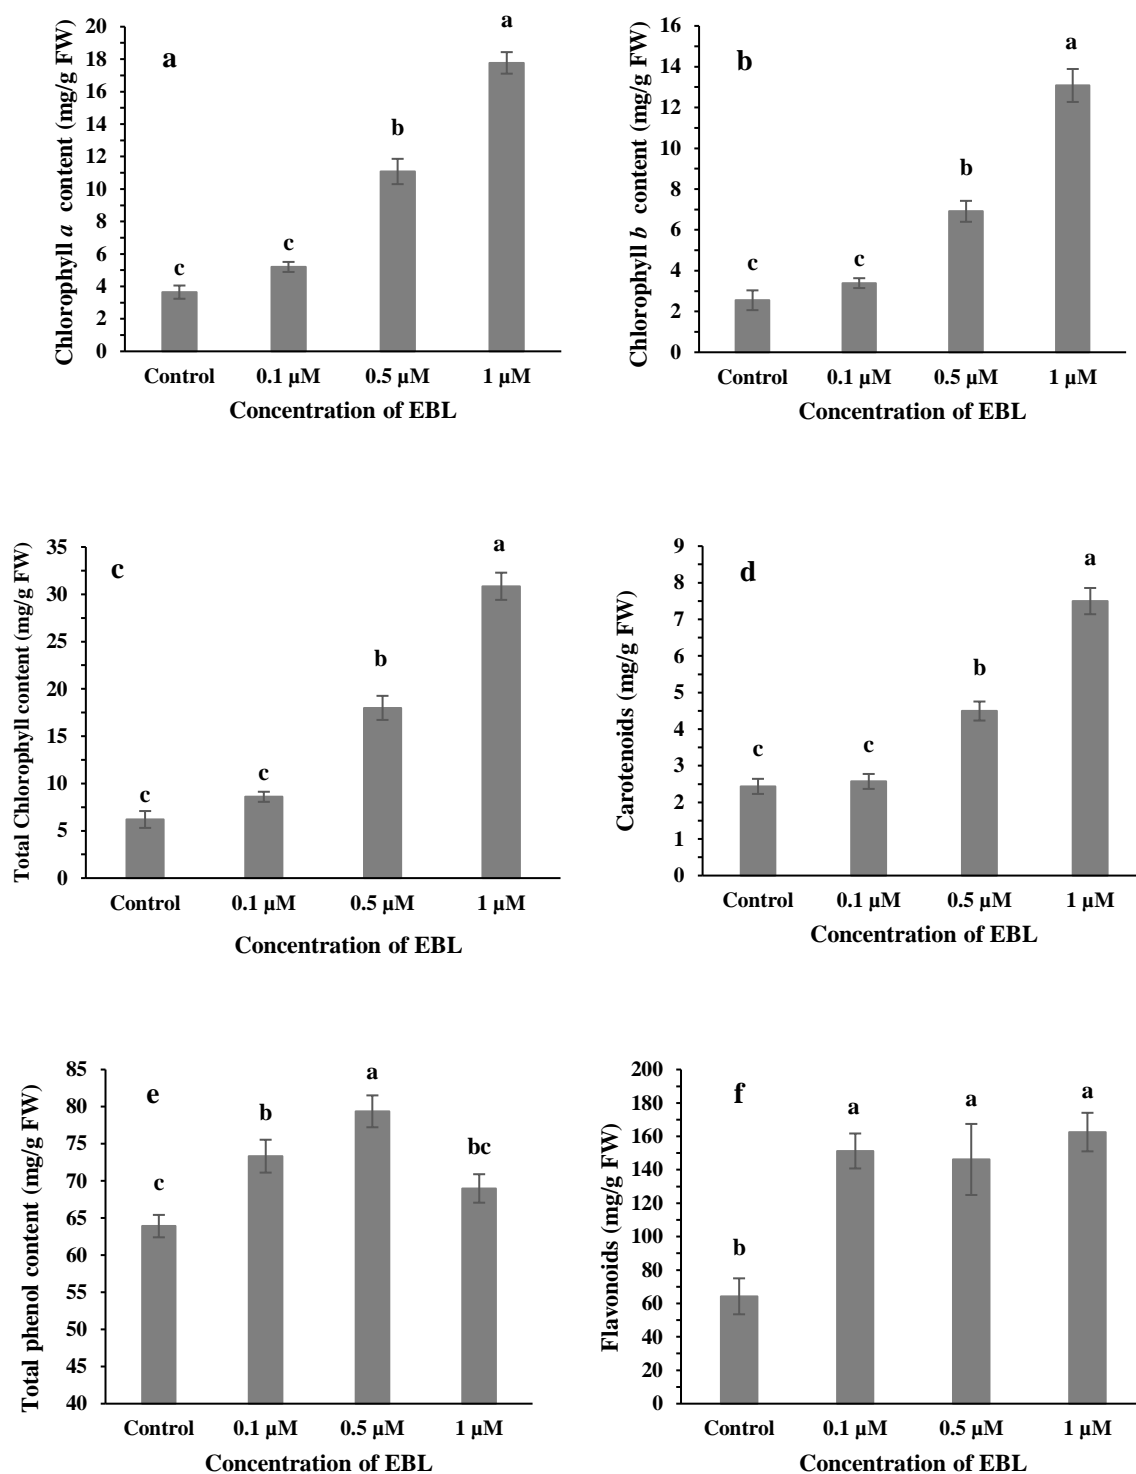 a
Chlorophyll a content (mg/g FW)
20
18
16
14
12
10
8
6
4
2
0
c
c
b
a
Control 0.1 µM 0.5 µM 1 µM
Concentration of EBL
b
Chlorophyll b content (mg/g FW)
16
14
12
10
8
6
4
2
0
c
c
b
a
Control 0.1 µM 0.5 µM 1 µM
Concentration of EBL
c
Total Chlorophyll content (mg/g FW)
35
30
25
20
15
10
5
0
c
c
b
a
Control 0.1 µM 0.5 µM 1 µM
Concentration of EBL
d
Carotenoids (mg/g FW)
9
8
7
6
5
4
3
2
1
0
c
c
b
a
Control 0.1 µM 0.5 µM 1 µM
Concentration of EBL
e
Total phenol content (mg/g FW)
85
80
75
70
65
60
55
50
45
40
c
b
a
bc
Control 0.1 µM 0.5 µM 1 µM
Concentration of EBL
f
Flavonoids (mg/g FW)
200
180
160
140
120
100
80
60
40
20
0
b
a
a
a
Control 0.1 µM 0.5 µM 1 µM
Concentration of EBL